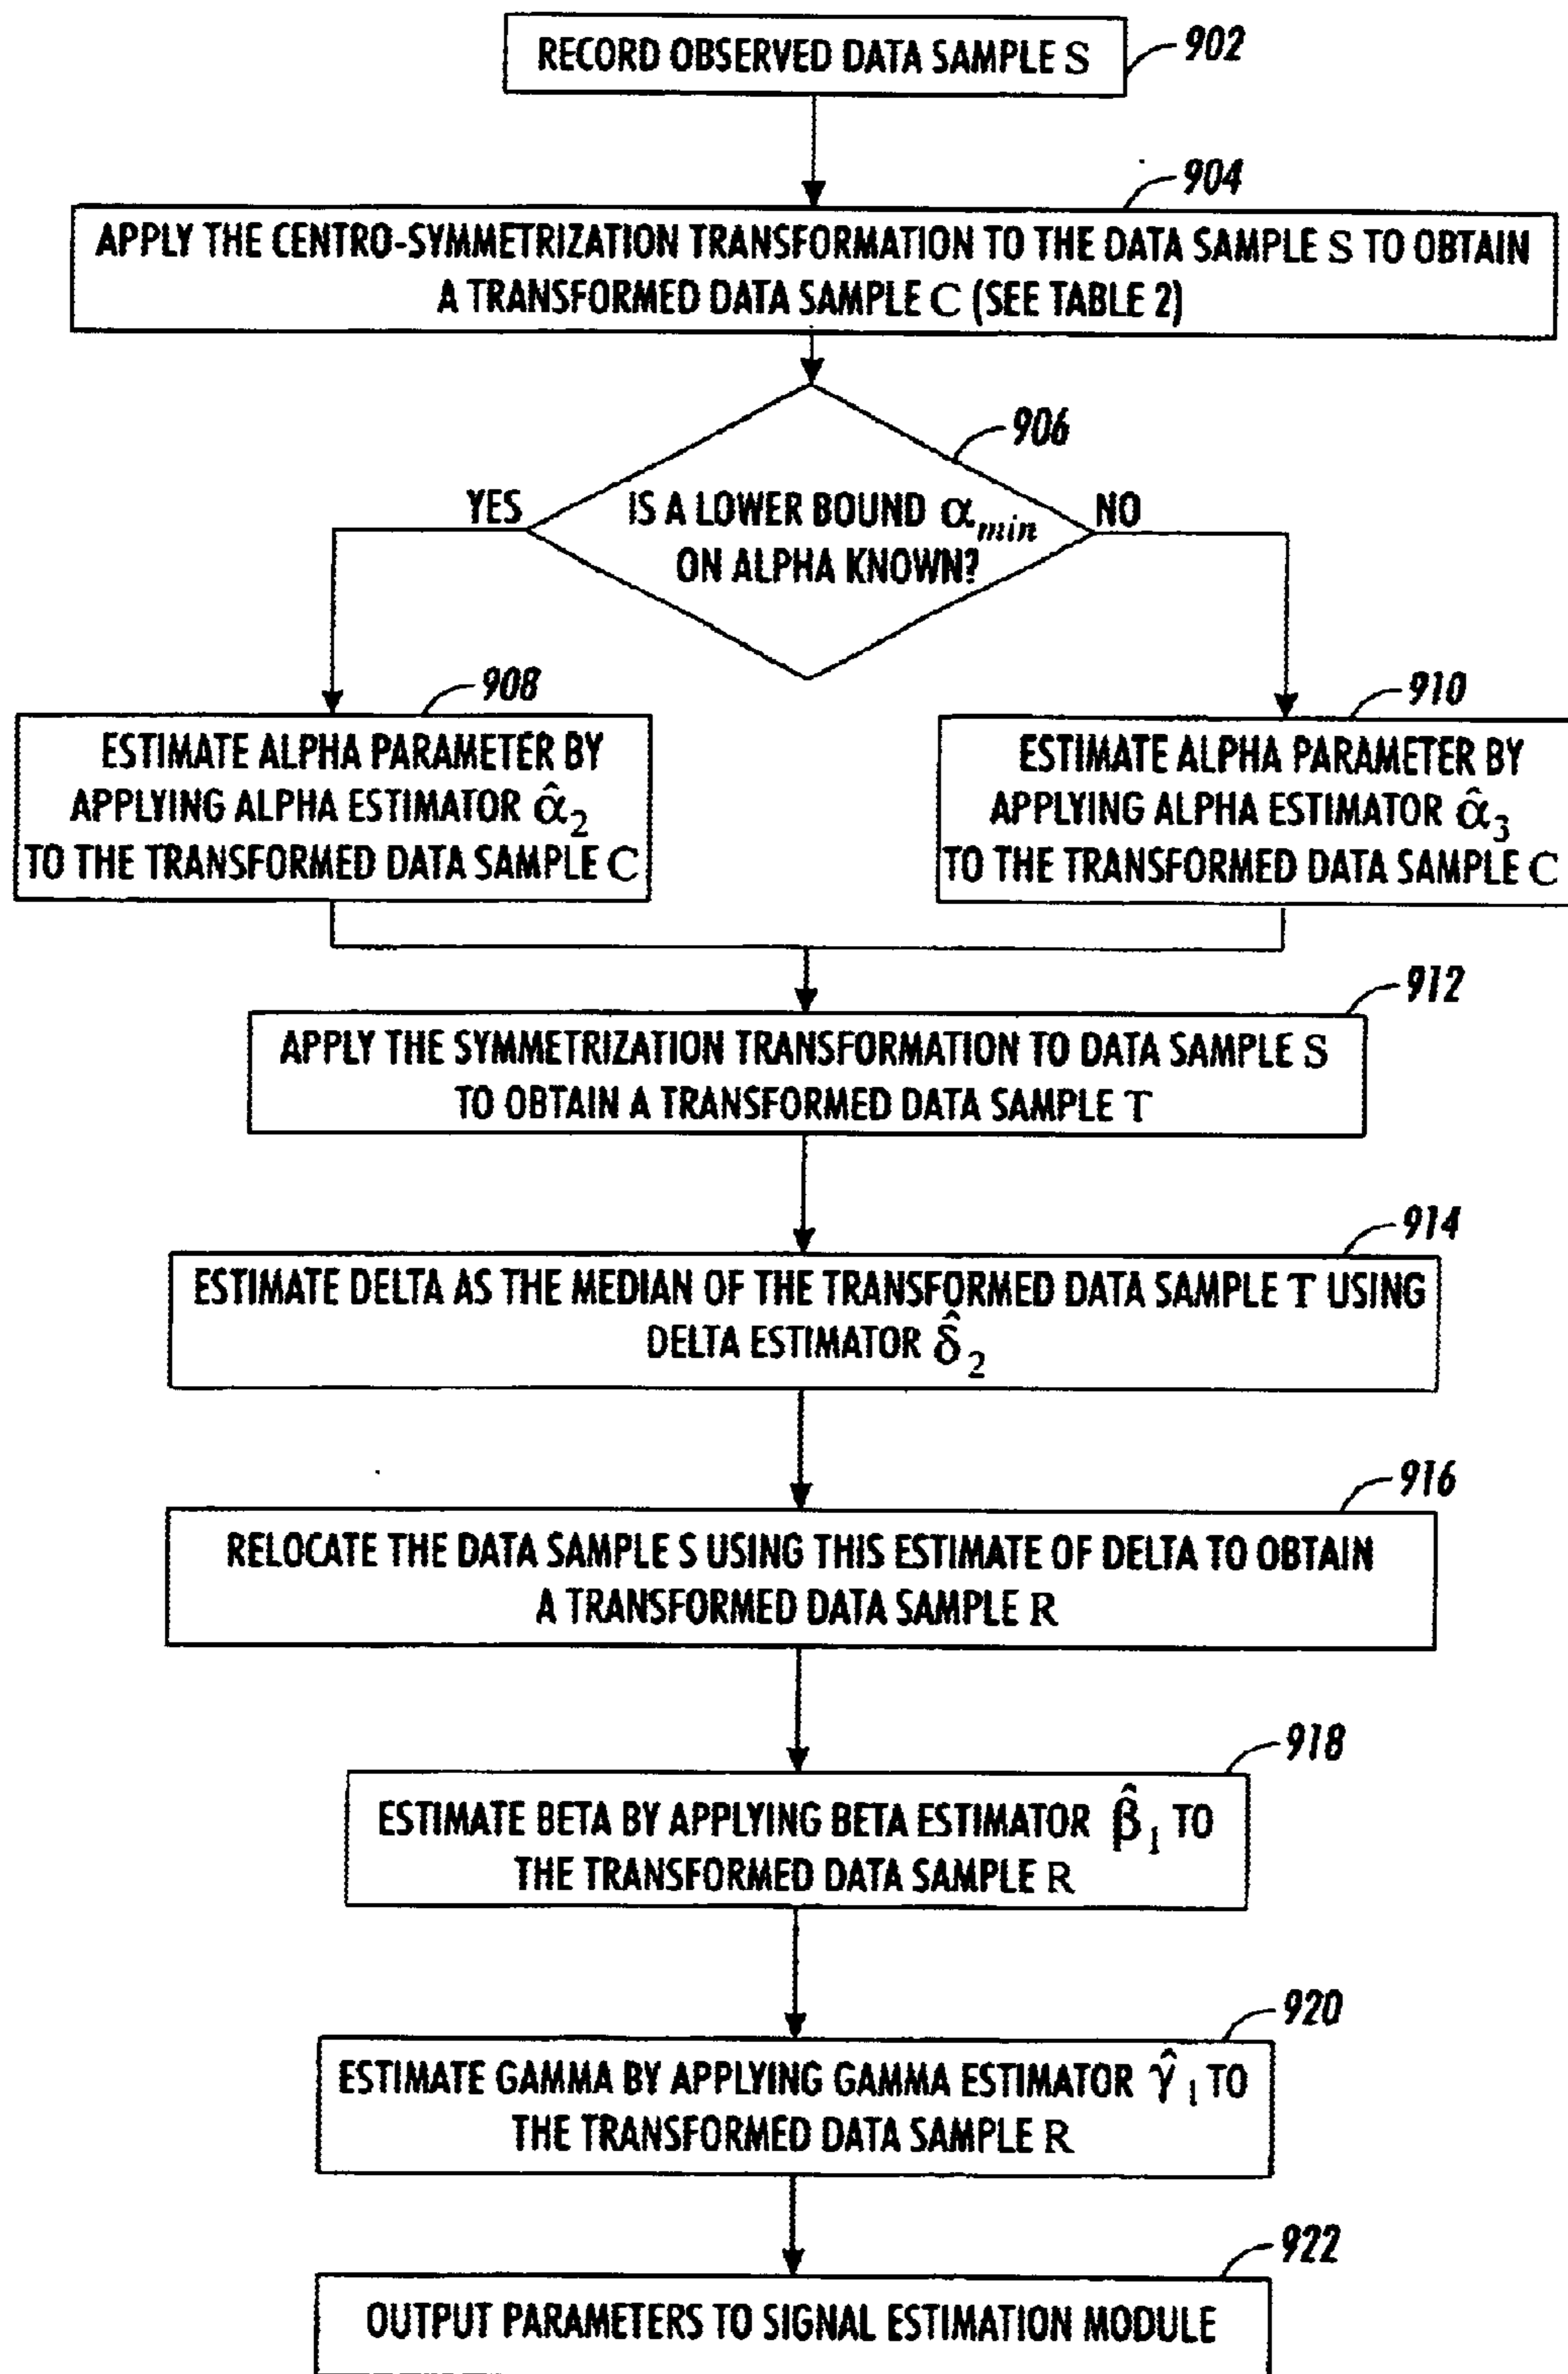 RECORD OBSERVED DATA SAMPLE S
902
904
APPLY THE CENTRO-SYMMETRIZATION TRANSFORMATION TO THE DATA SAMPLE S TO OBTAIN
A TRANSFORMED DATA SAMPLE C (SEE TABLE 2)
906
YES
IS A LOWER BOUND α_min
NO
ON ALPHA KNOWN?
908
ESTIMATE ALPHA PARAMETER BY
APPLYING ALPHA ESTIMATOR α̂₂
TO THE TRANSFORMED DATA SAMPLE C
910
ESTIMATE ALPHA PARAMETER BY
APPLYING ALPHA ESTIMATOR α̂₃
TO THE TRANSFORMED DATA SAMPLE C
912
APPLY THE SYMMETRIZATION TRANSFORMATION TO DATA SAMPLE S
TO OBTAIN A TRANSFORMED DATA SAMPLE T
914
ESTIMATE DELTA AS THE MEDIAN OF THE TRANSFORMED DATA SAMPLE T USING
DELTA ESTIMATOR δ̂₂
916
RELOCATE THE DATA SAMPLE S USING THIS ESTIMATE OF DELTA TO OBTAIN
A TRANSFORMED DATA SAMPLE R
918
ESTIMATE BETA BY APPLYING BETA ESTIMATOR β̂₁ TO
THE TRANSFORMED DATA SAMPLE R
920
ESTIMATE GAMMA BY APPLYING GAMMA ESTIMATOR γ̂₁ TO
THE TRANSFORMED DATA SAMPLE R
922
OUTPUT PARAMETERS TO SIGNAL ESTIMATION MODULE